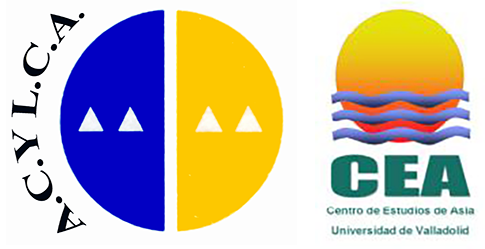 A.C.Y L.C.A.
CEA
Centro de Estudios de Asia
Universidad de Valladolid